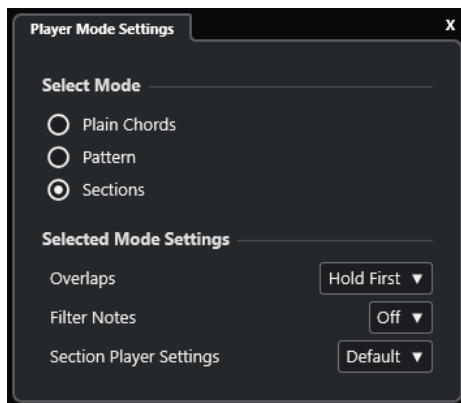 Player Mode Settings X
Select Mode
Plain Chords
Pattern
Sections
Selected Mode Settings
Overlaps Hold First ▼
Filter Notes Off ▼
Section Player Settings Default ▼